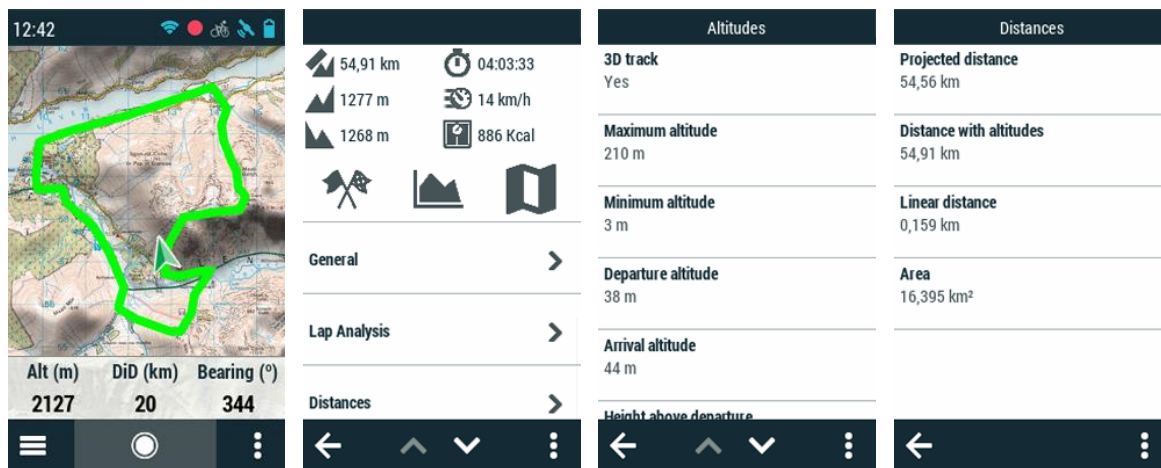 12:42
Alt (m) DiD (km) Bearing (º)
2127 20 344
54,91 km 04:03:33
1277 m 14 km/h
1268 m 886 Kcal
General
Lap Analysis
Distances
Altitudes
3D track
Yes
Maximum altitude
210 m
Minimum altitude
3 m
Departure altitude
38 m
Arrival altitude
44 m
Height above departure
Distances
Projected distance
54,56 km
Distance with altitudes
54,91 km
Linear distance
0,159 km
Area
16,395 km²